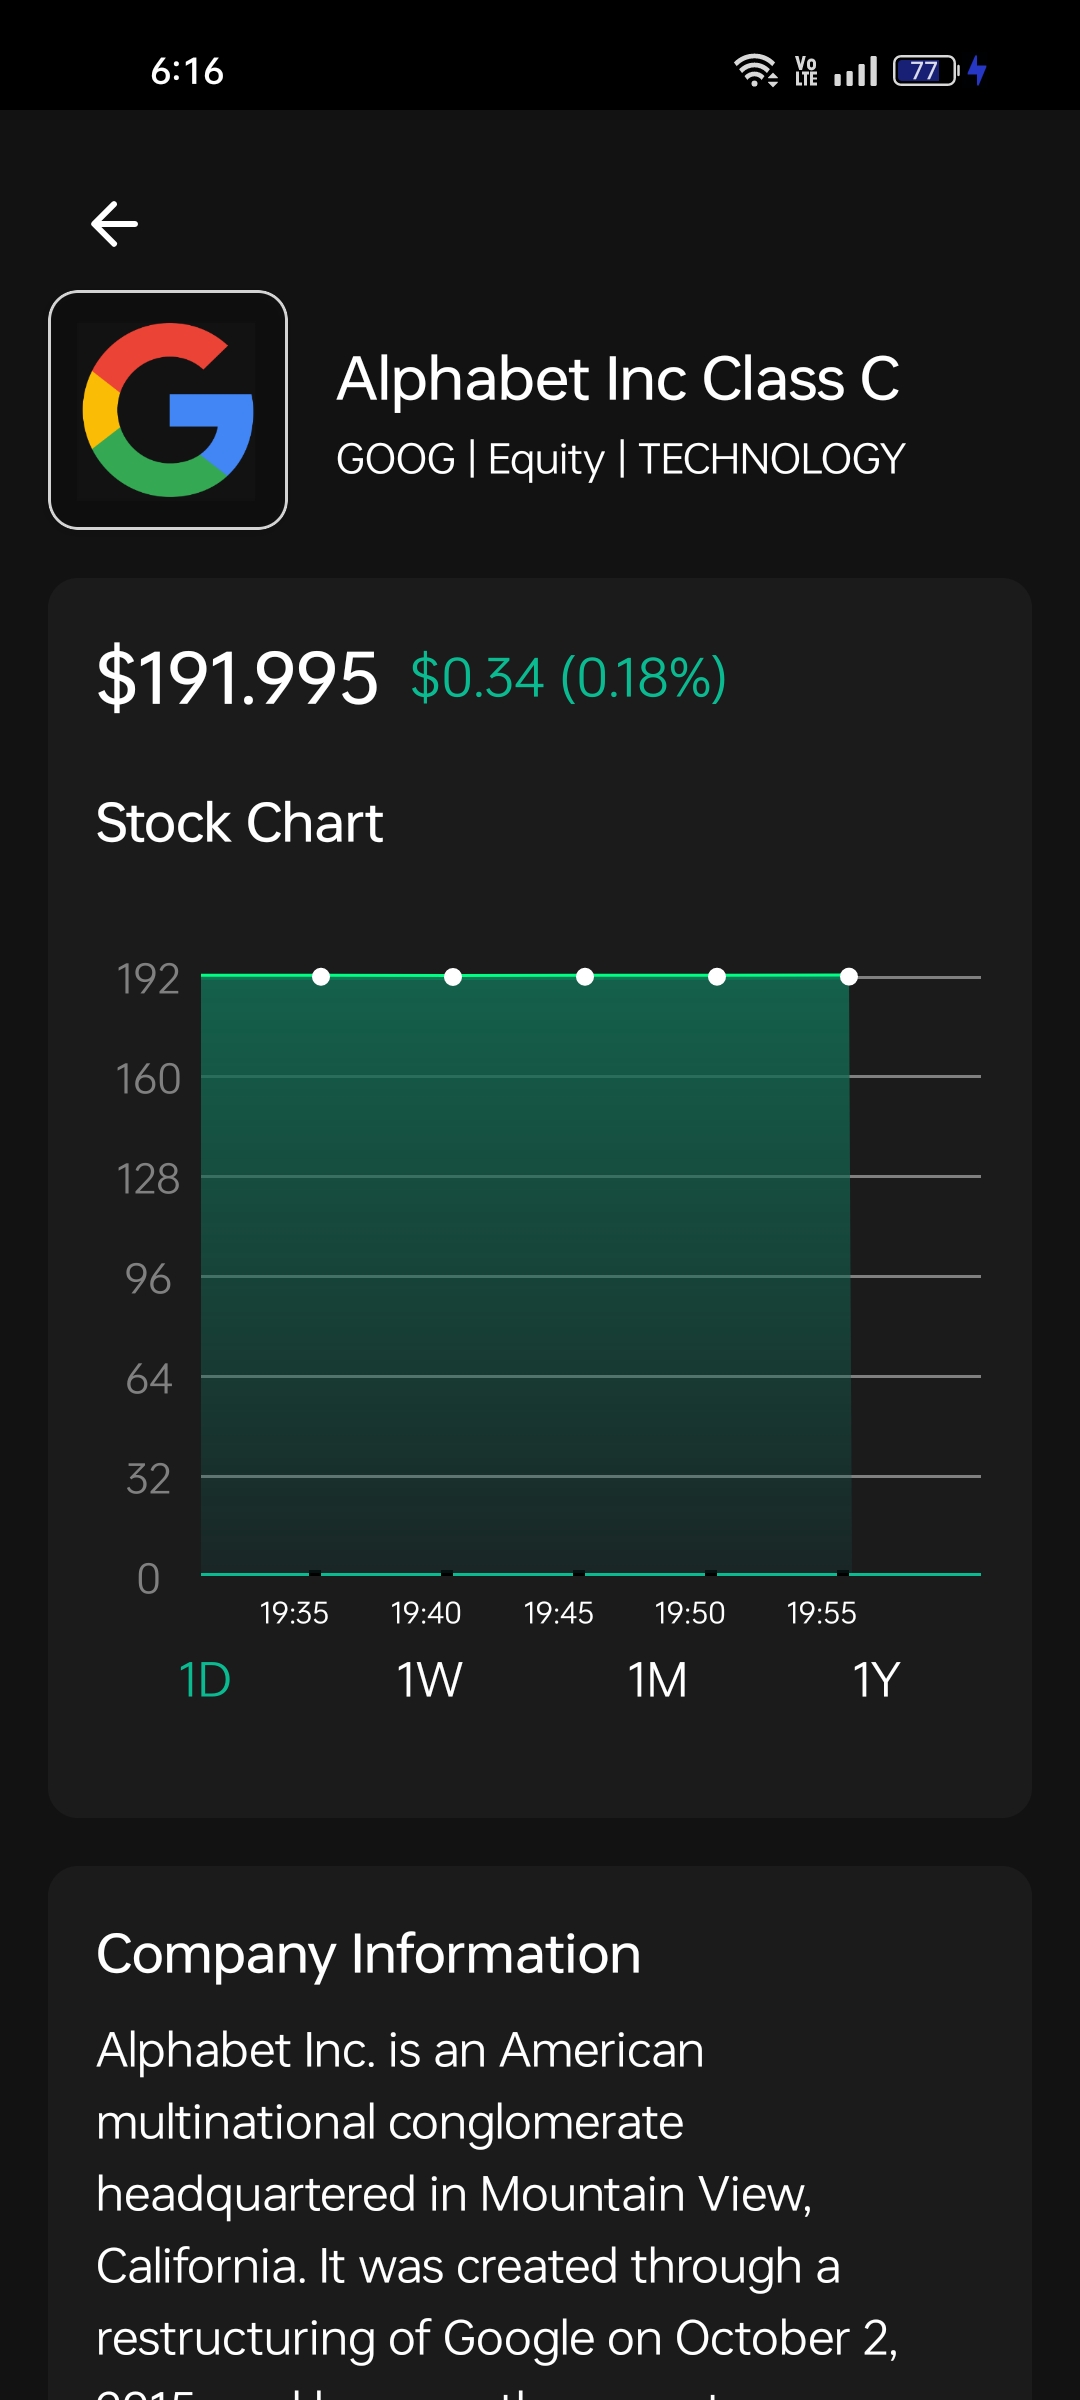 6:16
Vo
LTE
77
Alphabet Inc Class C
GOOG | Equity | TECHNOLOGY
$191.995 $0.34 (0.18%)
Stock Chart
192
160
128
96
64
32
0
19:35 19:40 19:45 19:50 19:55
1D 1W 1M 1Y
Company Information
Alphabet Inc. is an American
multinational conglomerate
headquartered in Mountain View,
California. It was created through a
restructuring of Google on October 2,